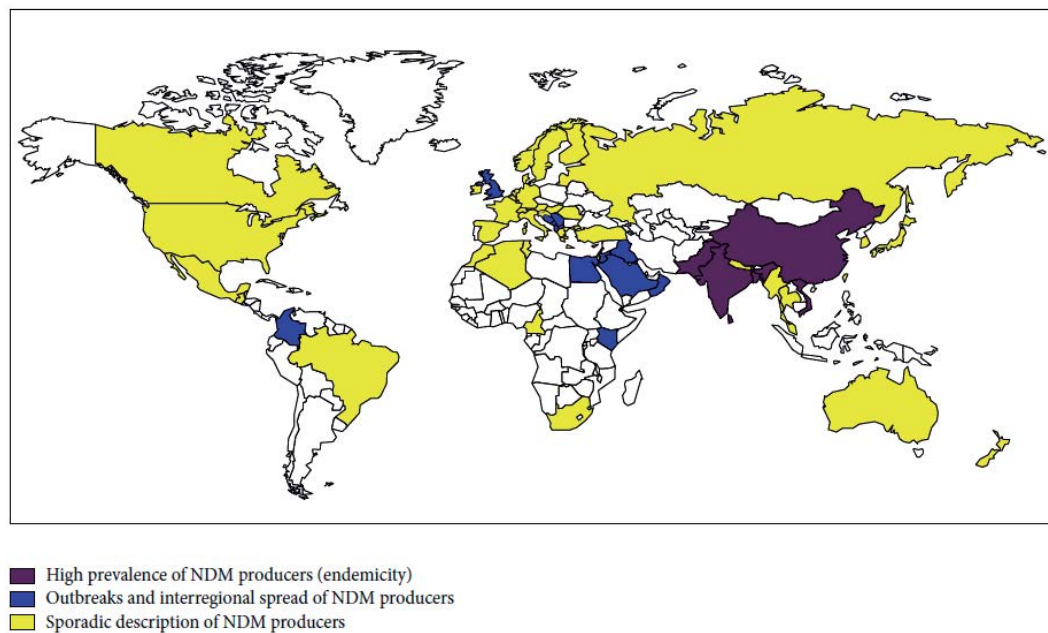 High prevalence of NDM producers (endemicity)
Outbreaks and interregional spread of NDM producers
Sporadic description of NDM producers